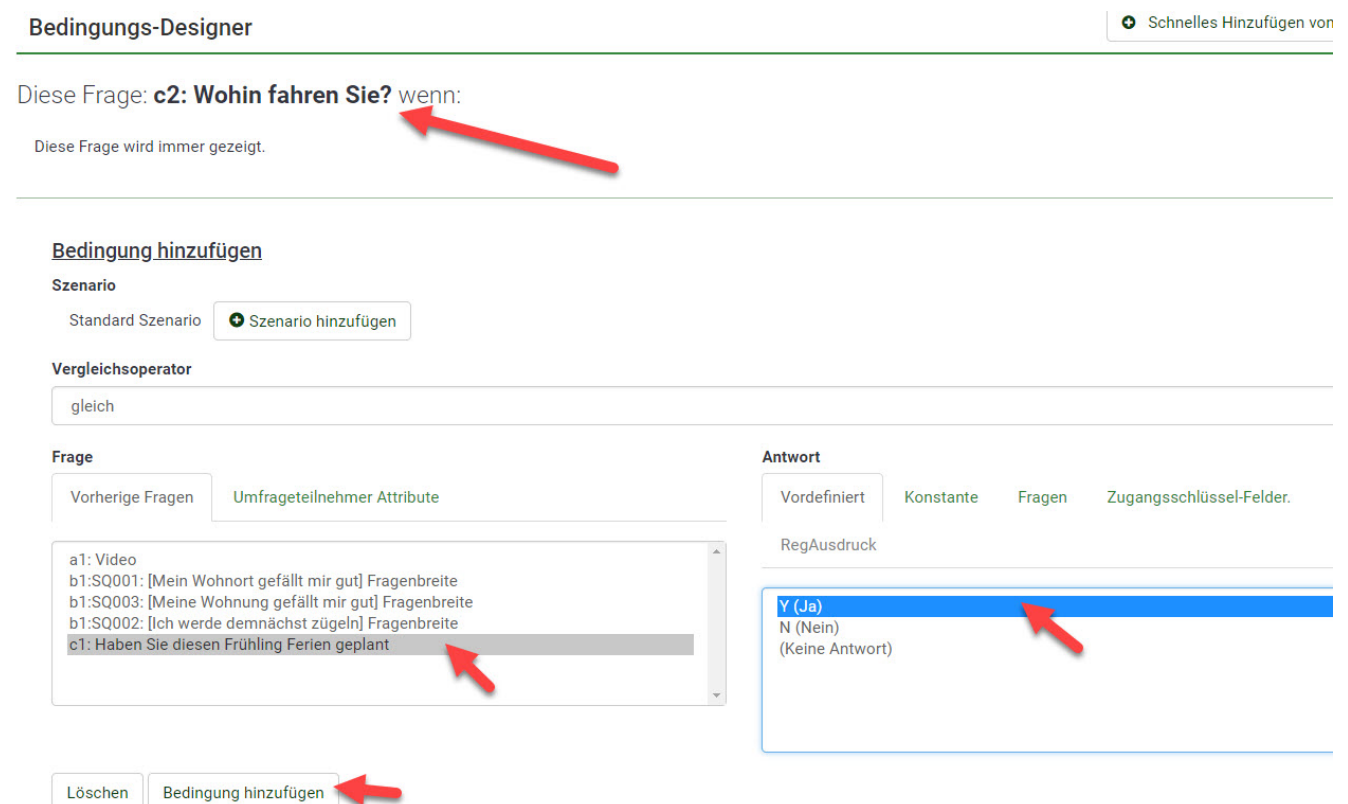 Bedingungs-Designer
Schnelles Hinzufügen von
Diese Frage: c2: Wohin fahren Sie? wenn:
Diese Frage wird immer gezeigt.
Bedingung hinzufügen
Szenario
Standard Szenario
Szenario hinzufügen
Vergleichsoperator
gleich
Frage
Vorherige Fragen
Umfrageteilnehmer Attribute
a1: Video
b1:SQ001: [Mein Wohnort gefällt mir gut] Fragenbreite
b1:SQ003: [Meine Wohnung gefällt mir gut] Fragenbreite
b1:SQ002: [Ich werde demnächst zügeln] Fragenbreite
c1: Haben Sie diesen Frühling Ferien geplant
Antwort
Vordefiniert
Konstante
Fragen
Zugangsschlüssel-Felder.
RegAusdruck
Y (Ja)
N (Nein)
(Keine Antwort)
Löschen
Bedingung hinzufügen